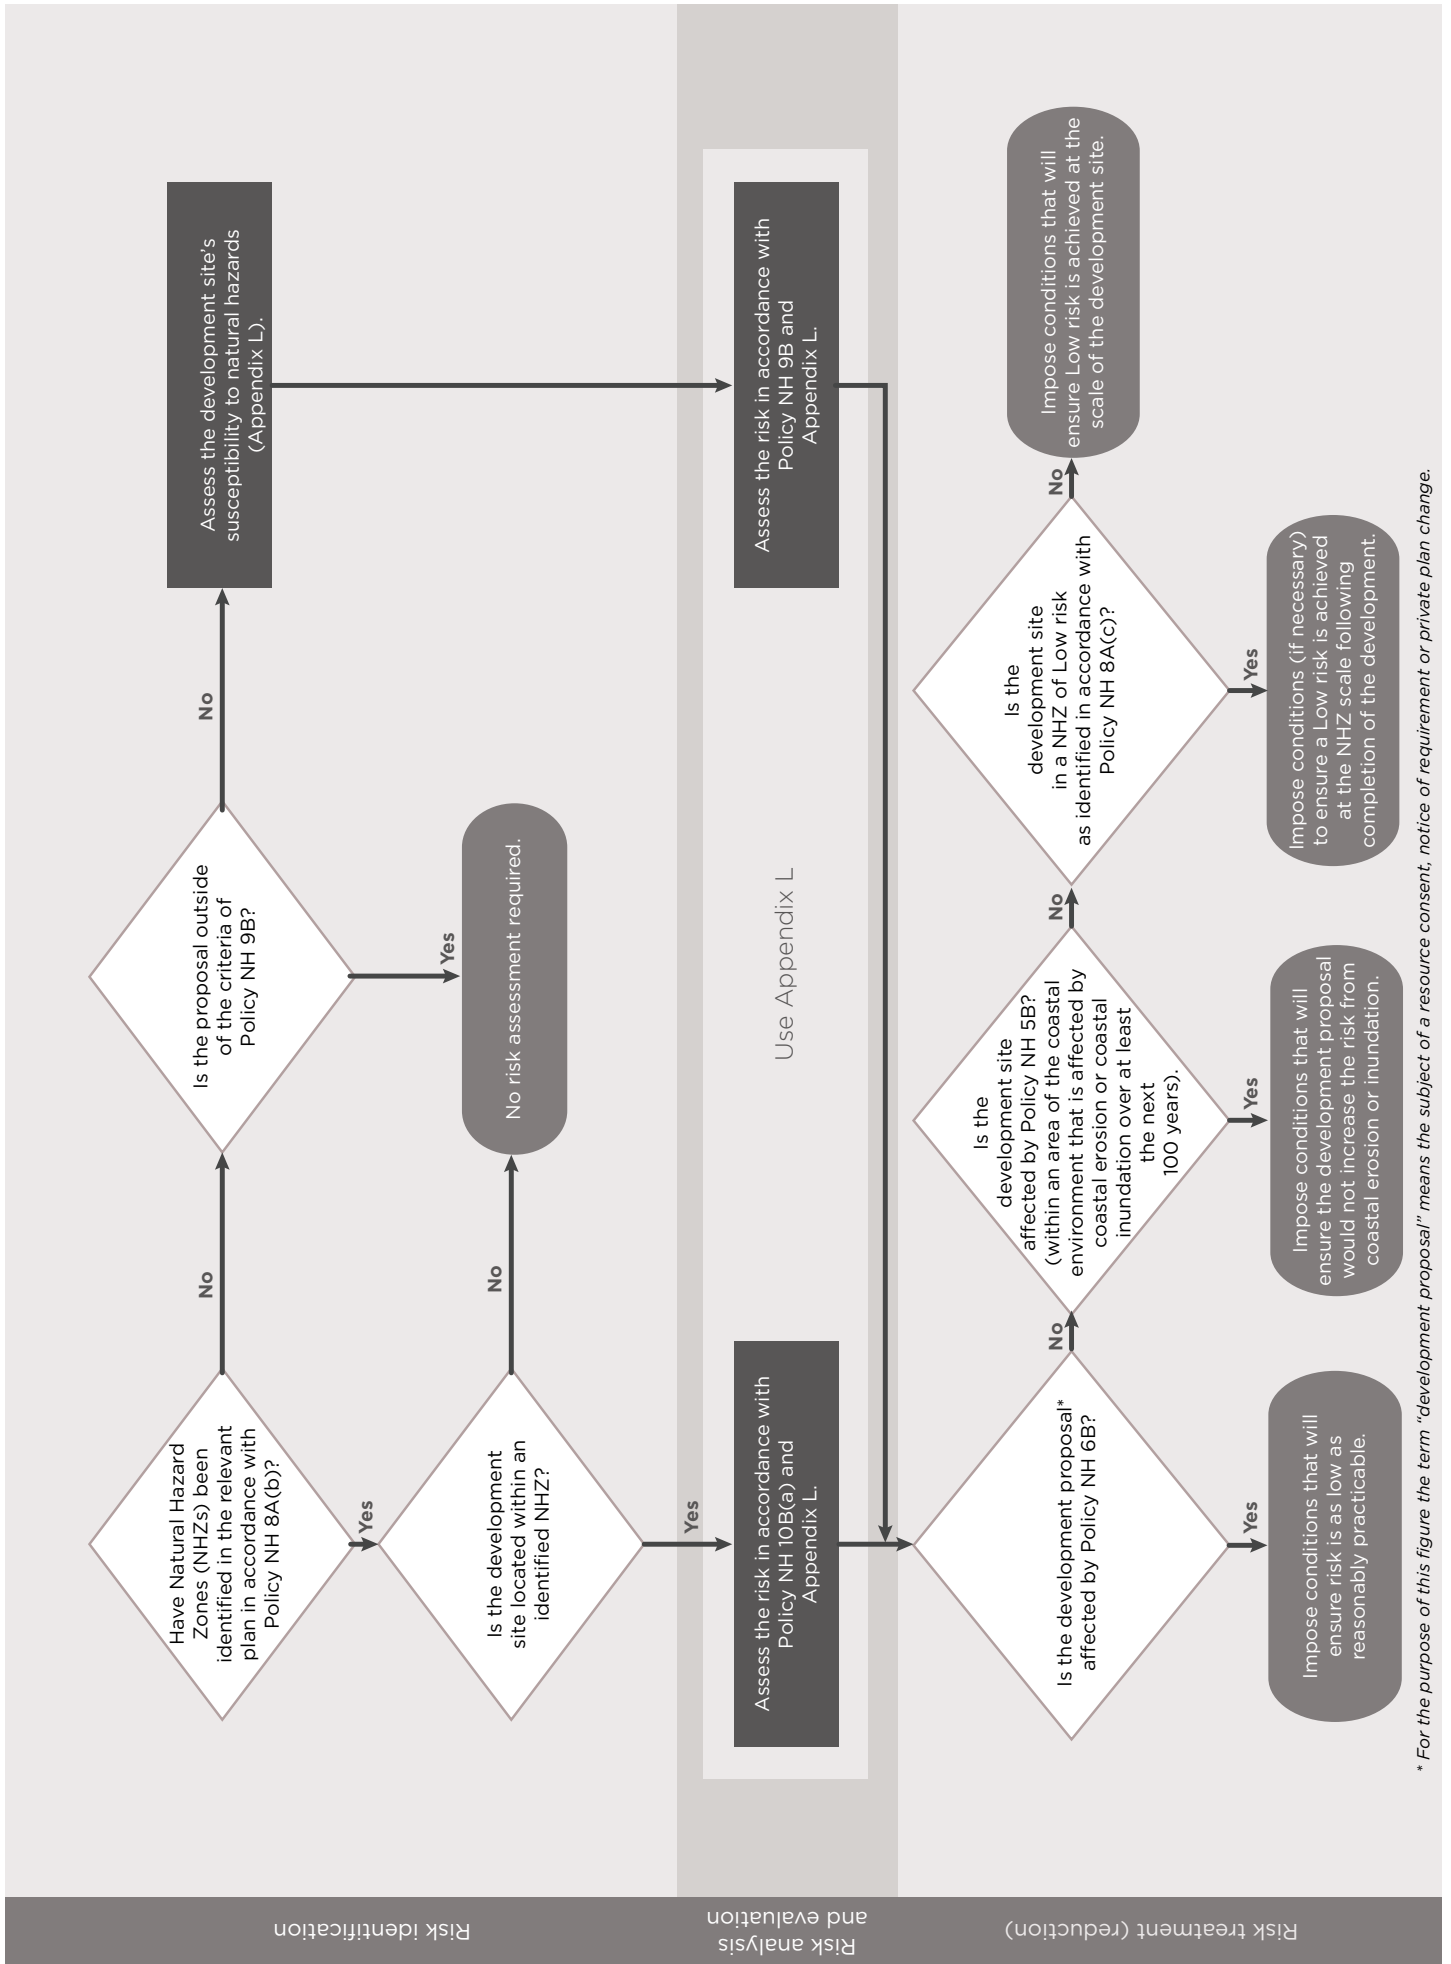 Risk identification
Have Natural Hazard
Zones (NHZs) been
identified in the relevant
plan in accordance with
Policy NH 8A(b)?
No
Is the proposal outside
of the criteria of
Policy NH 9B?
No
Assess the development site's
susceptibility to natural hazards
(Appendix L).
Yes
Yes
Is the development
site located within an
identified NHZ?
No
No risk assessment required.
Yes
Risk analysis
and evaluation
Assess the risk in accordance with
Policy NH 10B(a) and
Appendix L.
Use Appendix L
Assess the risk in accordance with
Policy NH 9B and
Appendix L.
Risk treatment (reduction)
Is the development proposal*
affected by Policy NH 6B?
No
Is the
development site
affected by Policy NH 5B?
(within an area of the coastal
environment that is affected by
coastal erosion or coastal
inundation over at least
the next
100 years).
No
Is the
development site
in a NHZ of Low risk
as identified in accordance with
Policy NH 8A(c)?
No
Impose conditions that will
ensure Low risk is achieved at the
scale of the development site.
Yes
Yes
Yes
Impose conditions that will
ensure risk is as low as
reasonably practicable.
Impose conditions that will
ensure the development proposal
would not increase the risk from
coastal erosion or inundation.
Impose conditions (if necessary)
to ensure a Low risk is achieved
at the NHZ scale following
completion of the development.
* For the purpose of this figure the term “development proposal” means the subject of a resource consent, notice of requirement or private plan change.